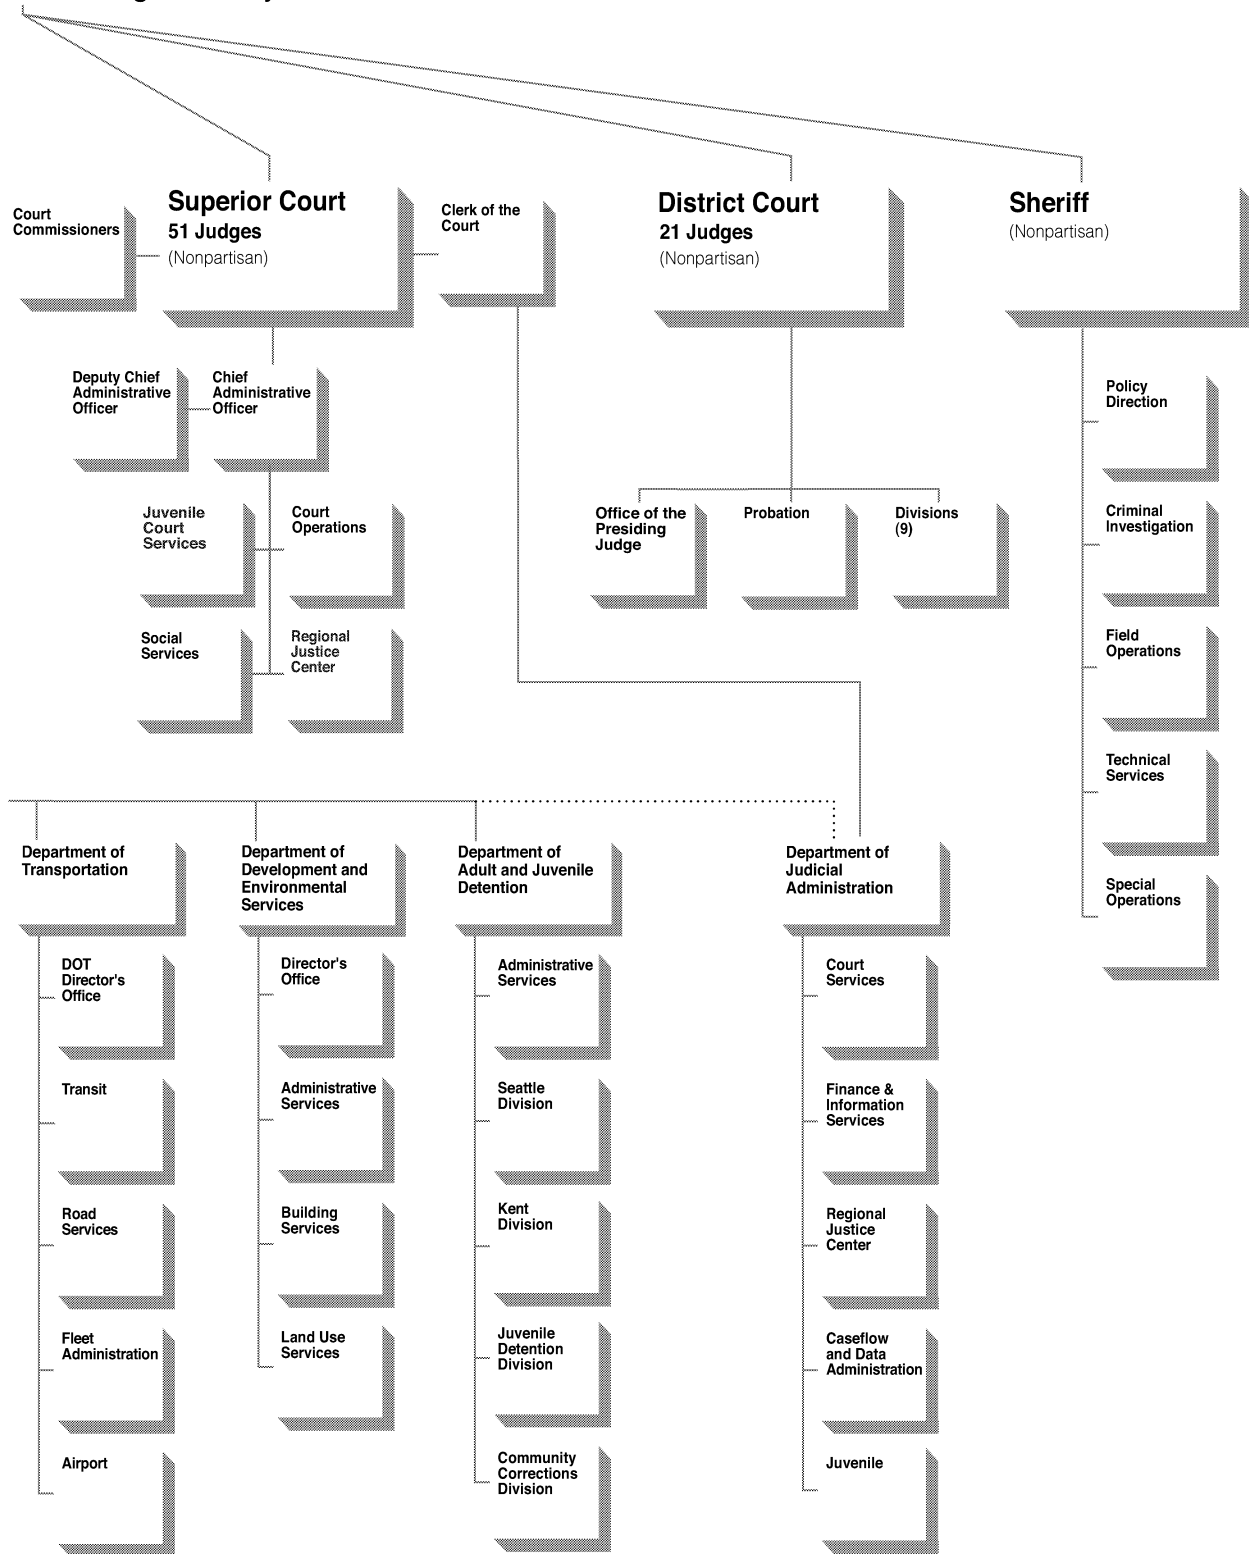 Court
Commissioners
Superior Court
51 Judges
(Nonpartisan)
Clerk of the
Court
District Court
21 Judges
(Nonpartisan)
Sheriff
(Nonpartisan)
Deputy Chief
Administrative
Officer
Chief
Administrative
Officer
Policy
Direction
Juvenile
Court
Services
Court
Operations
Office of the
Presiding
Judge
Probation
Divisions
(9)
Criminal
Investigation
Social
Services
Regional
Justice
Center
Field
Operations
Technical
Services
Special
Operations
Department of
Transportation
Department of
Development and
Environmental
Services
Department of
Adult and Juvenile
Detention
Department of
Judicial
Administration
DOT
Director's
Office
Director's
Office
Administrative
Services
Court
Services
Transit
Administrative
Services
Seattle
Division
Finance &
Information
Services
Road
Services
Building
Services
Kent
Division
Regional
Justice
Center
Fleet
Administration
Land Use
Services
Juvenile
Detention
Division
Caseflow
and Data
Administration
Airport
Community
Corrections
Division
Juvenile